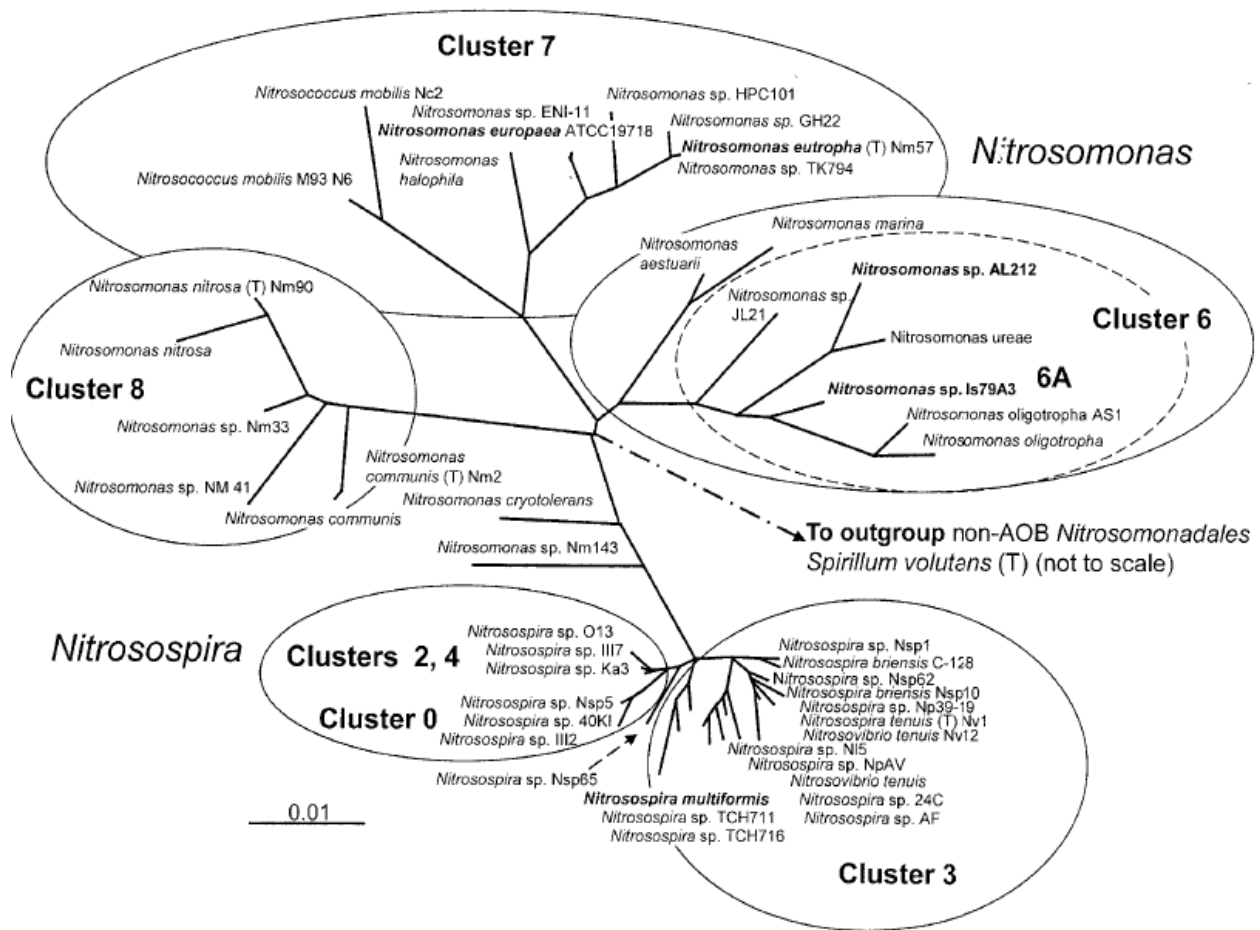 Cluster 7
Nitrosococcus mobilis Nc2
Nitrosomonas sp. HPC101
Nitrosomonas sp. ENI-11
Nitrosomonas sp. GH22
Nitrosomonas europaea ATCC19718
Nitrosomonas eutropha (T) Nm57
Nitrosomonas
Nitrosomonas
halophila
Nitrosomonas sp. TK794
Nitrosococcus mobilis M93 N6
Nitrosomonas marina
Nitrosomonas
aestuarii
Nitrosomonas sp. AL212
Nitrosomonas nitrosa (T) Nm90
Nitrosomonas sp.
JL21
Cluster 6
Nitrosomonas ureae
Nitrosomonas nitrosa
6A
Cluster 8
Nitrosomonas sp. Is79A3
Nitrosomonas oligotropha AS1
Nitrosomonas sp. Nm33
Nitrosomonas oligotropha
Nitrosomonas
communis (T) Nm2
Nitrosomonas sp. NM 41
Nitrosomonas cryotolerans
Nitrosomonas communis
To outgroup non-AOB Nitrosomonadales
Spirillum volutans (T) (not to scale)
Nitrosomonas sp. Nm143
Nitrosospira
Nitrosospira sp. O13
Clusters 2, 4
Nitrosospira sp. III7
Nitrosospira sp. Ka3
Nitrosospira sp. Nsp5
Cluster 0
Nitrosospira sp. 40KI
Nitrosospira sp. III2
Nitrosospira sp. Nsp65
Nitrosospira sp. Nsp1
Nitrosospira briensis C-128
Nitrosospira sp. Nsp62
Nitrosospira briensis Nsp10
Nitrosospira sp. Np39-19
Nitrosospira tenuis (T) Nv1
Nitrosovibrio tenuis Nv12
Nitrosospira sp. NI5
Nitrosospira sp. NpAV
Nitrosovibrio tenuis
Nitrosospira sp. 24C
Nitrosospira sp. AF
Nitrosospira multiformis
Nitrosospira sp. TCH711
Nitrosospira sp. TCH716
0.01
Cluster 3